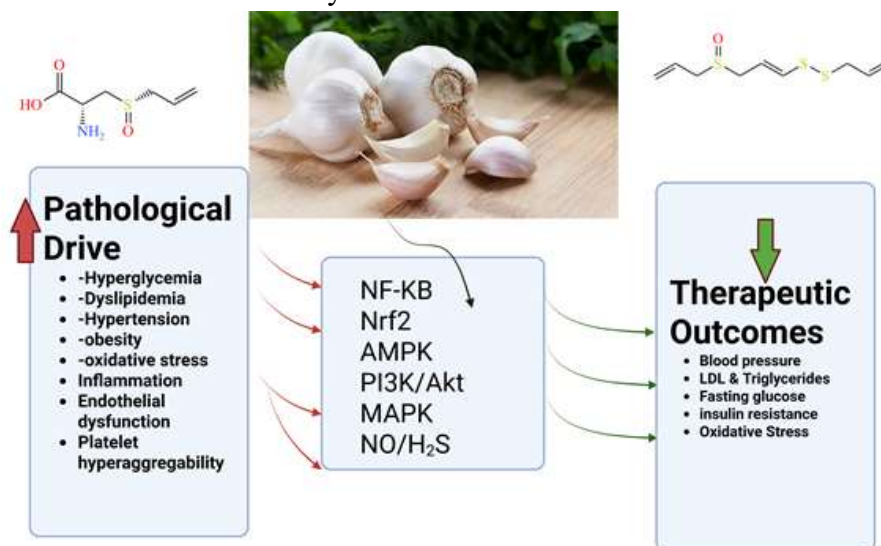 O
HO
S
O
NH₂
O
S
S
S
Pathological
Drive
• -Hyperglycemia
• -Dyslipidemia
• -Hypertension
• -obesity
• -oxidative stress
• Inflammation
• Endothelial
dysfunction
• Platelet
hyperaggregability
NF-KB
Nrf2
AMPK
PI3K/Akt
MAPK
NO/H₂S
Therapeutic
Outcomes
• Blood pressure
• LDL & Triglycerides
• Fasting glucose
• insulin resistance
• Oxidative Stress